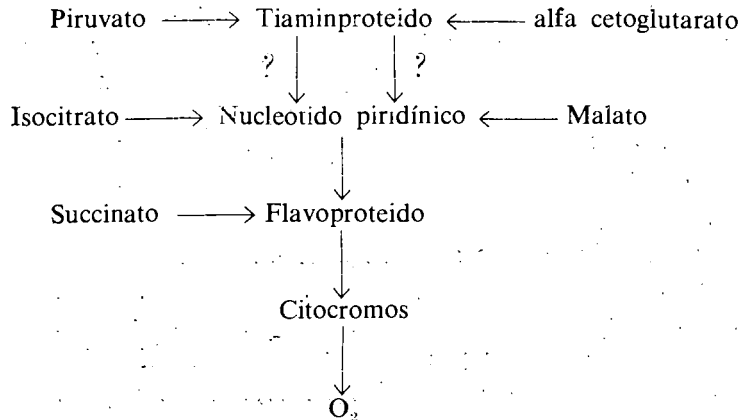 Piruvato → Tiaminproteido ← alfa cetoglutarato
? ?
Isocitrato → Nucleotido piridínico ← Malato
Succinato → Flavoproteido
Citocromos
O₂